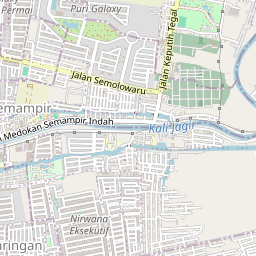 Permai
Puri Galaxy
Jalan Keputih Tegal
Jalan Semolowaru
emampir
Medokan Semampir Indah
Kali Jagir
Nirwana
Eksekutif
aringan